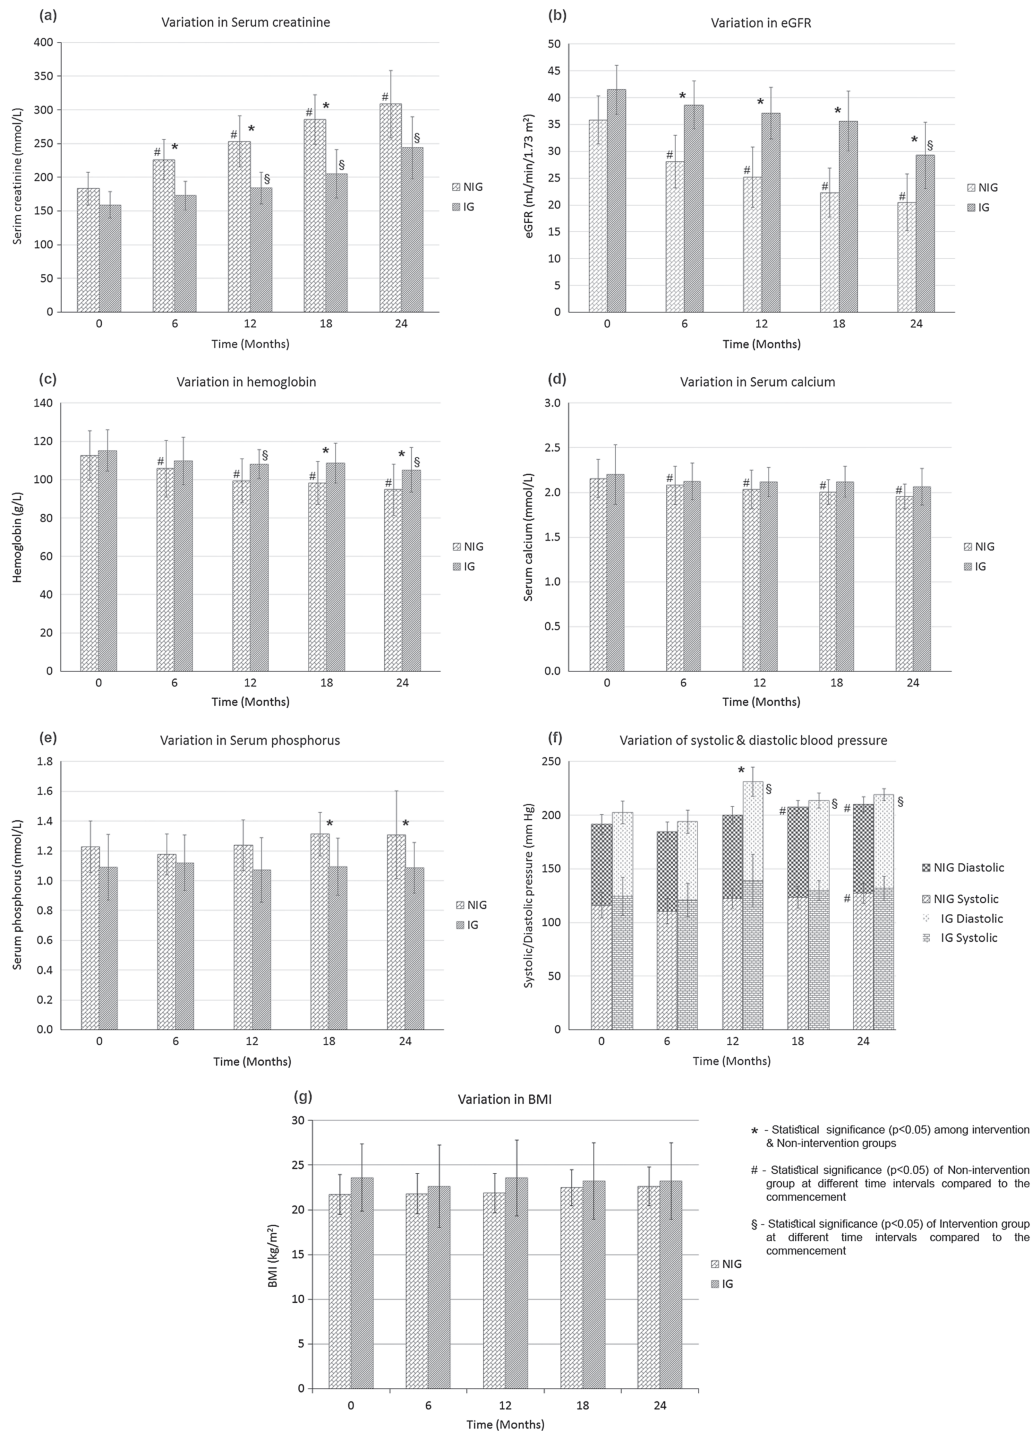 (a)
Variation in Serum creatinine
Serim creatinine (mmol/L)
400
350
300
250
200
150
100
50
0
# * # * § # * § # §
NIG
IG
0 6 12 18 24
Time (Months)
(b)
Variation in eGFR
eGFR (mL/min/1.73 m²)
50
45
40
35
30
25
20
15
10
5
0
# * # * # * # * §
NIG
IG
0 6 12 18 24
Time (Months)
(c)
Variation in hemoglobin
Hemoglobin (g/L)
140
120
100
80
60
40
20
0
# # § # * # * §
NIG
IG
0 6 12 18 24
Time (Months)
(d)
Variation in Serum calcium
Serum calcium (mmol/L)
3.0
2.5
2.0
1.5
1.0
0.5
0.0
# # # #
NIG
IG
0 6 12 18 24
Time (Months)
(e)
Variation in Serum phosphorus
Serum phosphorus (mmol/L)
1.8
1.6
1.4
1.2
1.0
0.8
0.6
0.4
0.2
0.0
* *
NIG
IG
0 6 12 18 24
Time (Months)
(f)
Variation of systolic & diastolic blood pressure
Systolic/Diastolic pressure (mm Hg)
250
200
150
100
50
0
* § # § # § #
NIG Diastolic
NIG Systolic
IG Diastolic
IG Systolic
0 6 12 18 24
Time (Months)
(g)
Variation in BMI
BMI (kg/m²)
30
25
20
15
10
5
0
NIG
IG
0 6 12 18 24
Time (Months)
* - Statistical significance (p<0.05) among intervention
& Non-intervention groups
# - Statistical significance (p<0.05) of Non-intervention
group at different time intervals compared to the
commencement
§ - Statistical significance (p<0.05) of Intervention group
at different time intervals compared to the
commencement